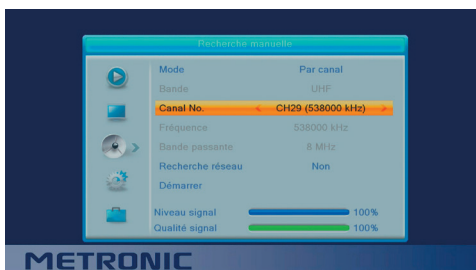 Recherche manuelle
Mode Par canal
Bande UHF
Canal No. < CH29 (538000 kHz) >
Fréquence 538000 kHz
Bande passante 8 MHz
Recherche réseau Non
Démarrer
Niveau signal 100%
Qualité signal 100%
METRONIC